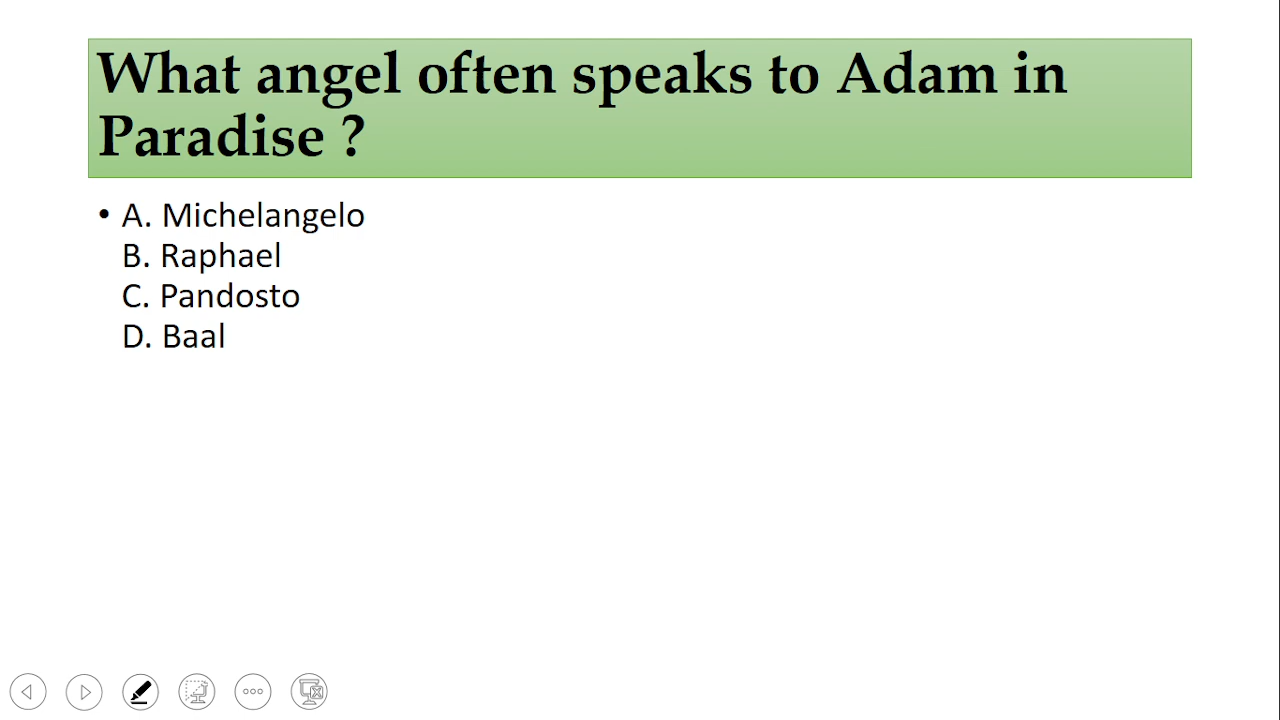 What angel often speaks to Adam in
Paradise ?
• A. Michelangelo
B. Raphael
C. Pandosto
D. Baal